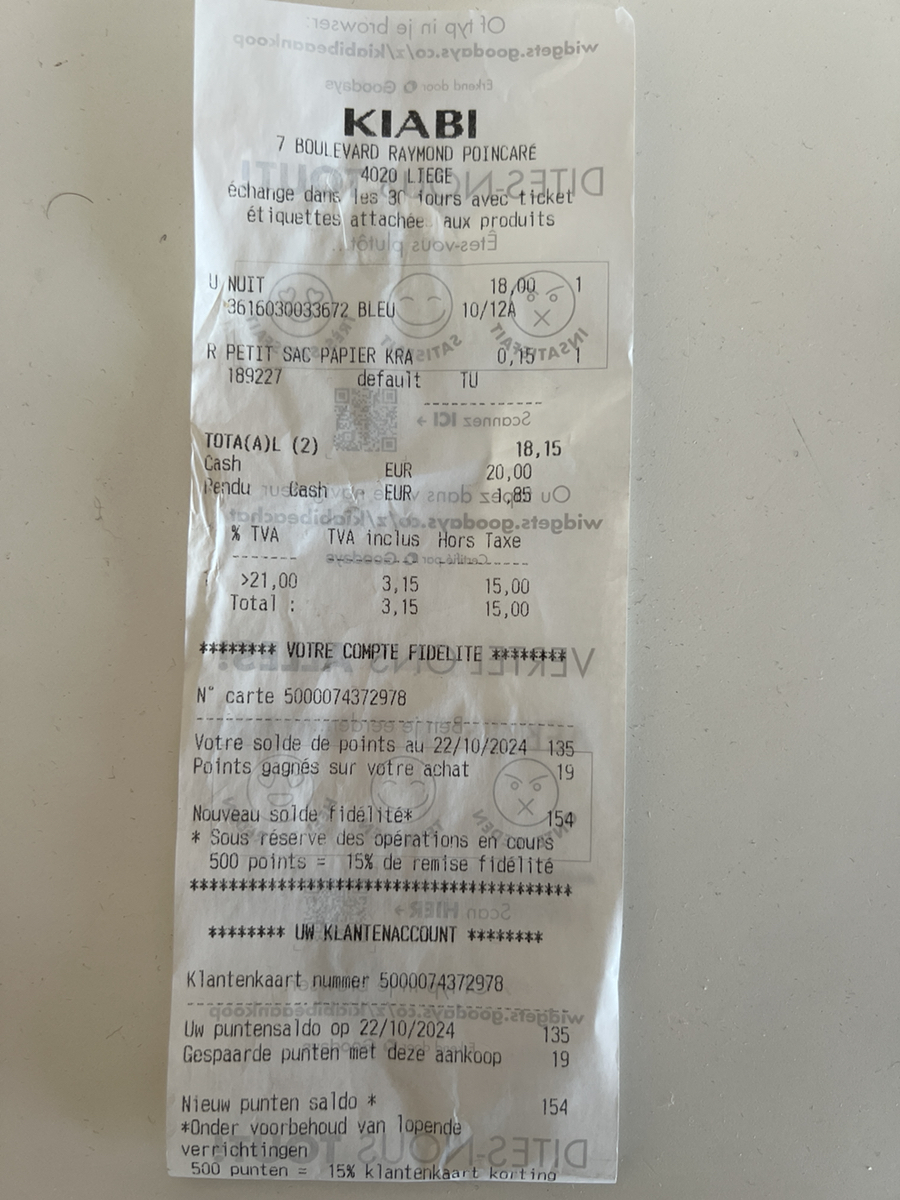 KIABI
7 BOULEVARD RAYMOND POINCARÉ
4020 LIEGE
échange dans les 30 jours avec ticket
étiquettes attachée aux produits
U NUIT 18,00 1
3616030033672 BLEU 10/12A
R PETIT SAC PAPIER KRA 0,15 1
189227 default TU
------------
TOTA(A)L (2) 18,15
Cash EUR 20,00
Rendu Cash EUR 1,85
% TVA TVA inclus Hors Taxe
>21,00 3,15 15,00
Total : 3,15 15,00
******** VOTRE COMPTE FIDELITE ********
N° carte 5000074372978
Votre solde de points au 22/10/2024 135
Points gagnés sur votre achat 19
Nouveau solde fidélité* 154
* Sous réserve des opérations en cours
500 points = 15% de remise fidélité
****************************************
******** UW KLANTENACCOUNT ********
Klantenkaart nummer 5000074372978
Uw puntensaldo op 22/10/2024 135
Gespaarde punten met deze aankoop 19
Nieuw punten saldo * 154
*Onder voorbehoud van lopende
verrichtingen
500 punten = 15% klantenkaart korting